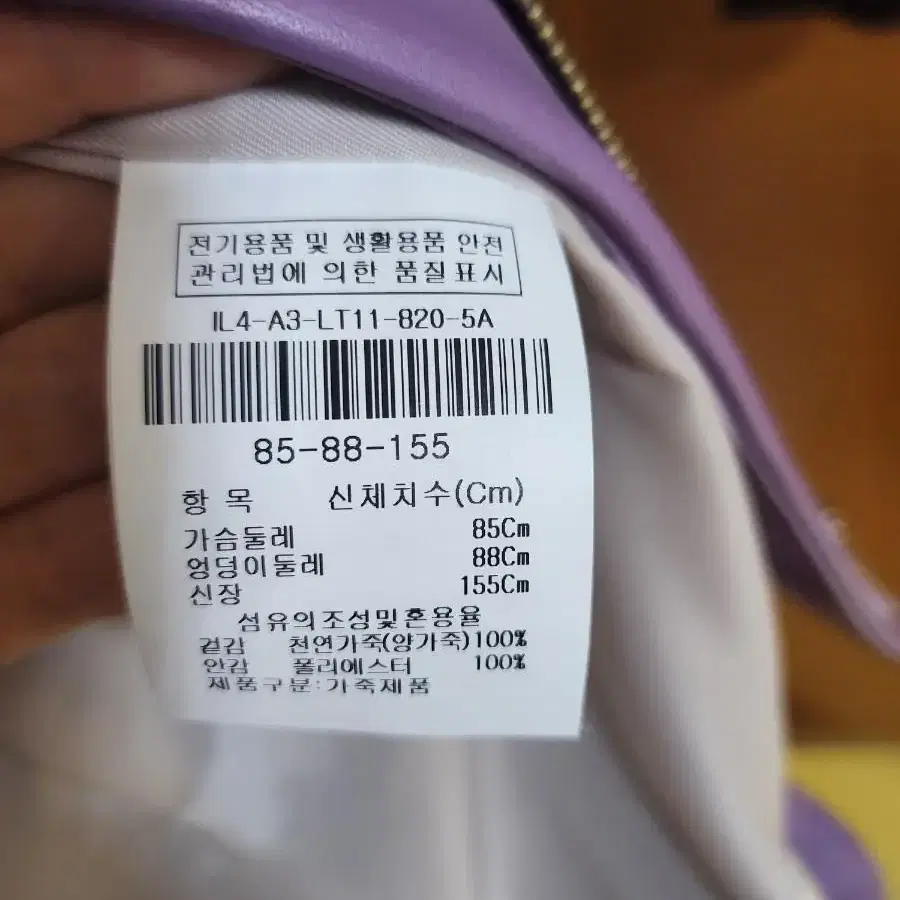 전기용품 및 생활용품 안전
관리법에 의한 품질표시
IL4-A3-LT11-820-5A
85-88-155
항 목 신체치수(Cm)
가슴둘레 85Cm
엉덩이둘레 88Cm
신장 155Cm
섬유의조성및혼용율
겉감 천연가죽(양가죽)100%
안감 폴리에스터 100%
제품구분:가죽제품